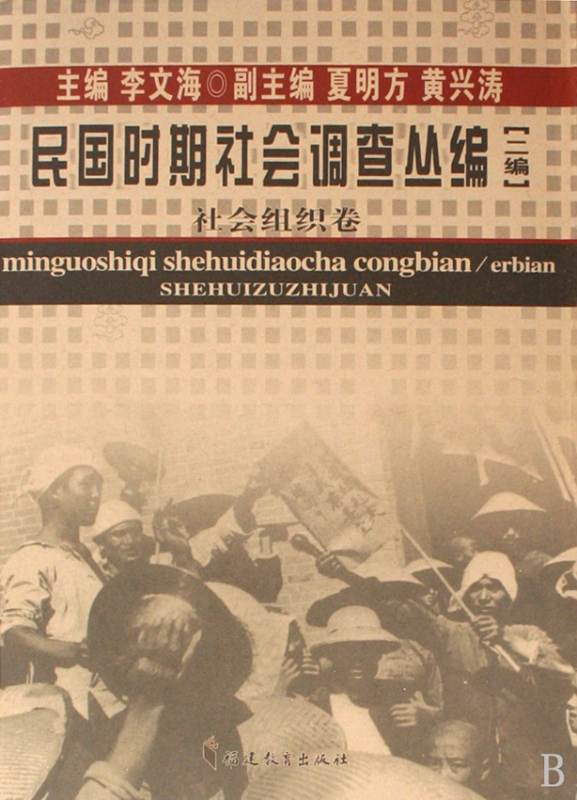 主编 李文海◎副主编 夏明方 黄兴涛
民国时期社会调查丛编【二编】
社会组织卷
minguoshiqi shehuidiaocha congbian / erbian
SHEHUIZUZHIJUAN
福建教育出版社
B